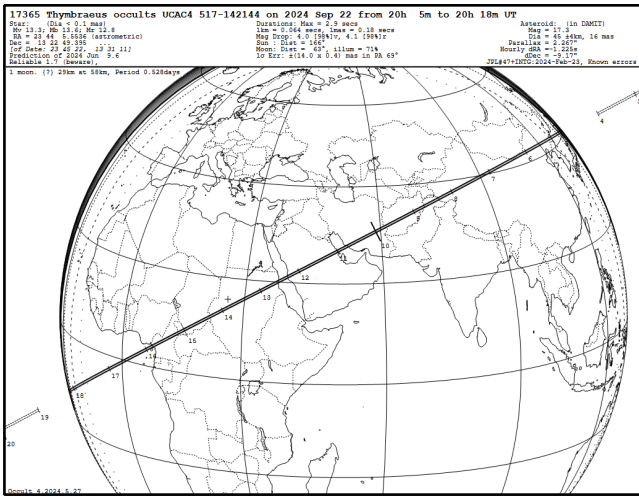 17365 Thymbraeus occults UCAC4 517-142144 on 2024 Sep 22 from 20h 5m to 20h 18m UT
Star: (Dia < 0.1 mas)
Mv 13.3; Mb 13.6; Mr 12.8
RA = 23 44 5.5536 (astrometric)
Dec = 13 22 49.395 ...
[of Date: 23 45 22, 13 31 11]
Prediction of 2024 Jun 9.6
Reliable 1.7 (beware),
Durations: Max = 2.9 secs
1km = 0.064 secs, 1mas = 0.18 secs
Mag Drop: 4.0 [98%]v, 4.1 [98%]r
Sun : Dist = 166°
Moon: Dist = 63°, illum = 71%
1σ Err: ±(14.0 x 0.4) mas in PA 69°
Asteroid: (in DAMIT)
Mag = 17.3
Dia = 45 ±4km, 16 mas
Parallax = 2.267"
Hourly dRA =-1.225s
dDec = -9.17"
JPL#47+INTG:2024-Feb-23, Known errors
1 moon. {?} 29km at 58km, Period 0.528days
3
4
6
7
8
9
10
11
12
13
14
15
16
17
18
19
20
Occult 4.2024.5.27